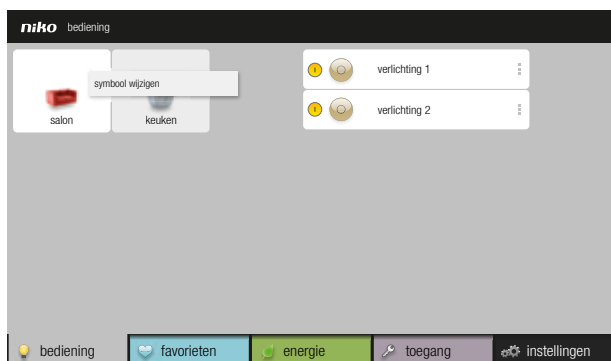 niko bediening
symbool wijzigen
salon
keuken
verlichting 1
verlichting 2
bediening
favorieten
energie
toegang
instellingen